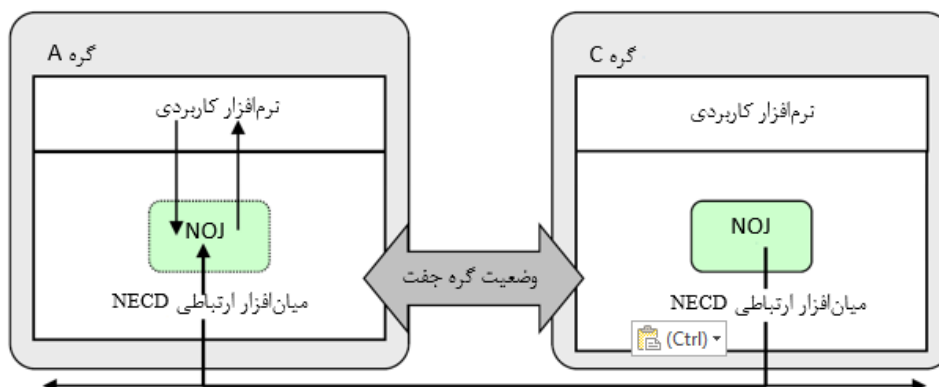 گره A
نرم‌افزار کاربردی
NOJ
میان‌افزار ارتباطی NECD
وضعیت گره جفت
گره C
نرم‌افزار کاربردی
NOJ
میان‌افزار ارتباطی NECD
(Ctrl)